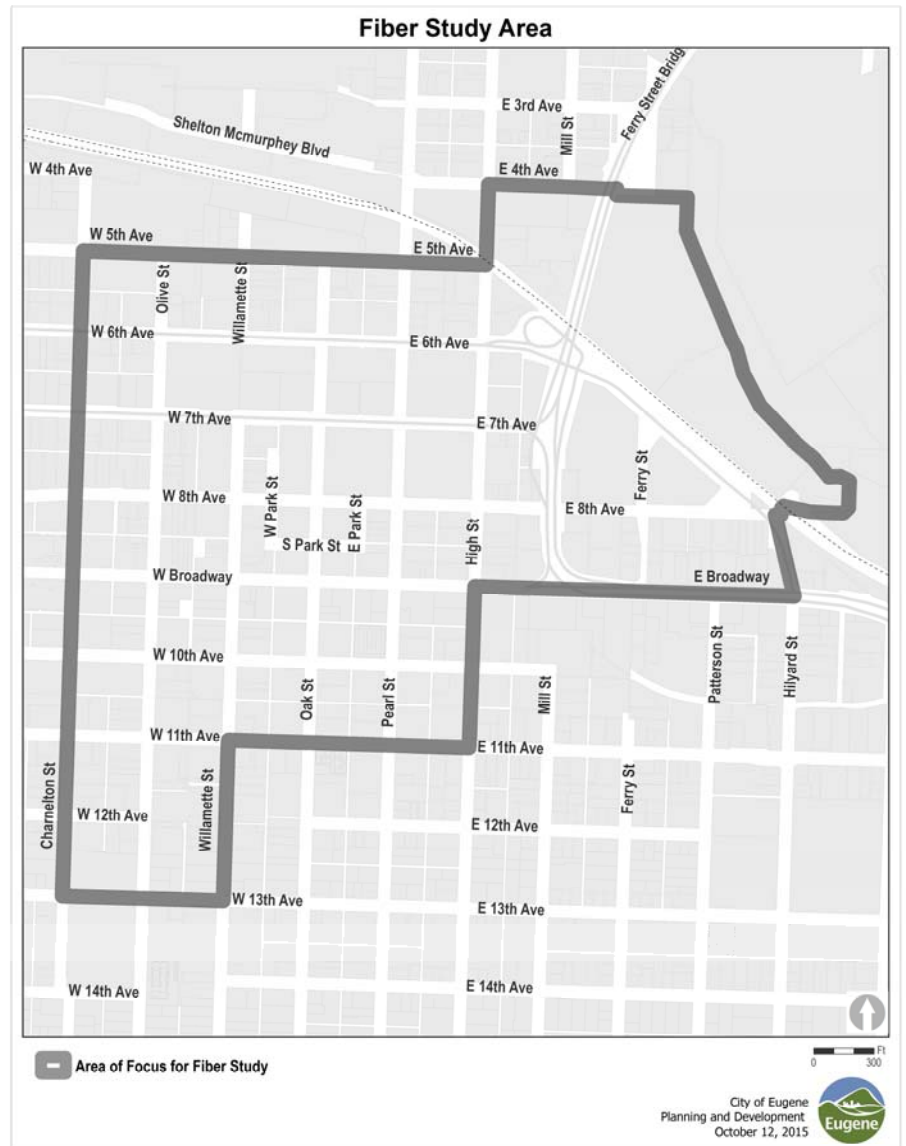 Fiber Study Area
E 3rd Ave
Mill St
Ferry Street Bridg
Shelton Mcmurphey Blvd
W 4th Ave
E 4th Ave
W 5th Ave
E 5th Ave
Olive St
Willamette St
W 6th Ave
E 6th Ave
W 7th Ave
E 7th Ave
W Park St
E Park St
Ferry St
W 8th Ave
E 8th Ave
S Park St
High St
W Broadway
E Broadway
W 10th Ave
Oak St
Pearl St
Mill St
Patterson St
Hilyard St
W 11th Ave
E 11th Ave
Charnelton St
Willamette St
Ferry St
W 12th Ave
E 12th Ave
W 13th Ave
E 13th Ave
W 14th Ave
E 14th Ave
Area of Focus for Fiber Study
Ft
0 300
City of Eugene
Planning and Development
October 12, 2015
Eugene